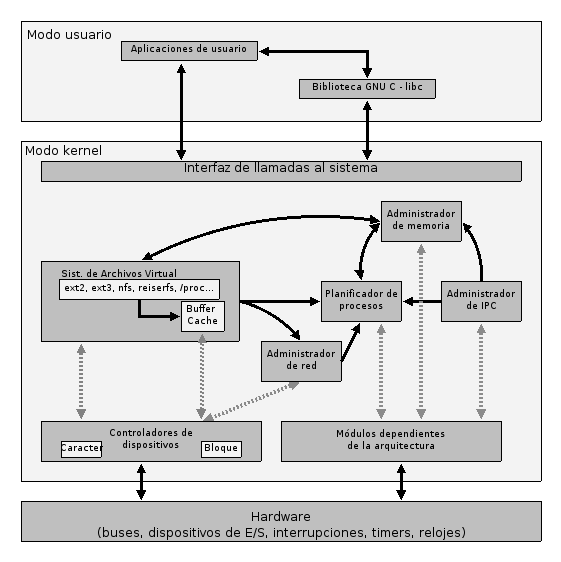 Modo usuario
Aplicaciones de usuario
Biblioteca GNU C - libc
Modo kernel
Interfaz de llamadas al sistema
Administrador
de memoria
Sist. de Archivos Virtual
ext2, ext3, nfs, reiserfs, /proc...
Buffer
Cache
Planificador de
procesos
Administrador
de IPC
Administrador
de red
Controladores de
dispositivos
Caracter
Bloque
Módulos dependientes
de la arquitectura
Hardware
(buses, dispositivos de E/S, interrupciones, timers, relojes)